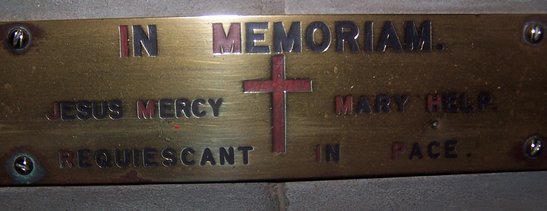 IN MEMORIAM.
JESUS MERCY MARY HELP.
REQUIESCANT IN PACE.